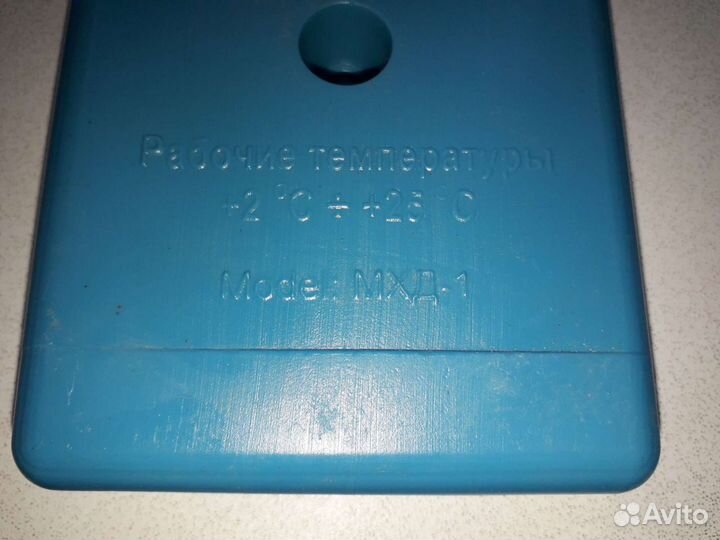 Рабочие температуры
+2 °C ÷ +25 °C
Model: МХД-1
Avito